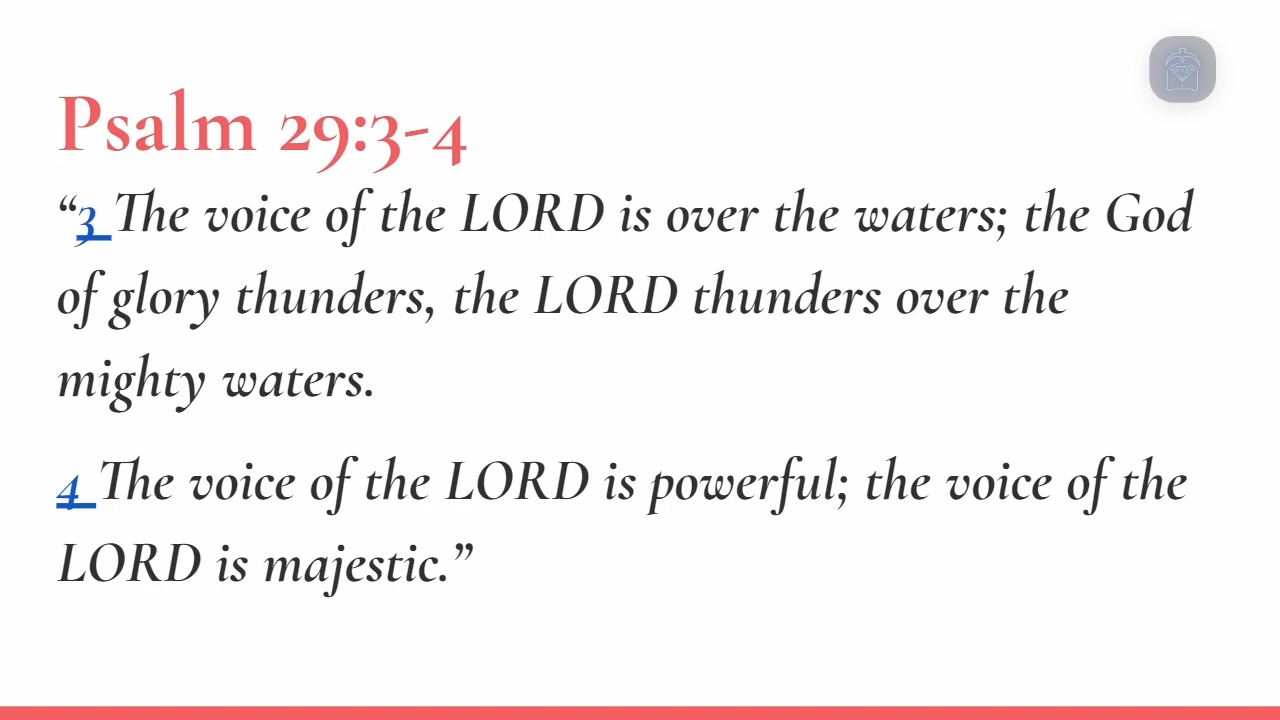 Psalm 29:3-4
“3 The voice of the LORD is over the waters; the God
of glory thunders, the LORD thunders over the
mighty waters.
4 The voice of the LORD is powerful; the voice of the
LORD is majestic.”